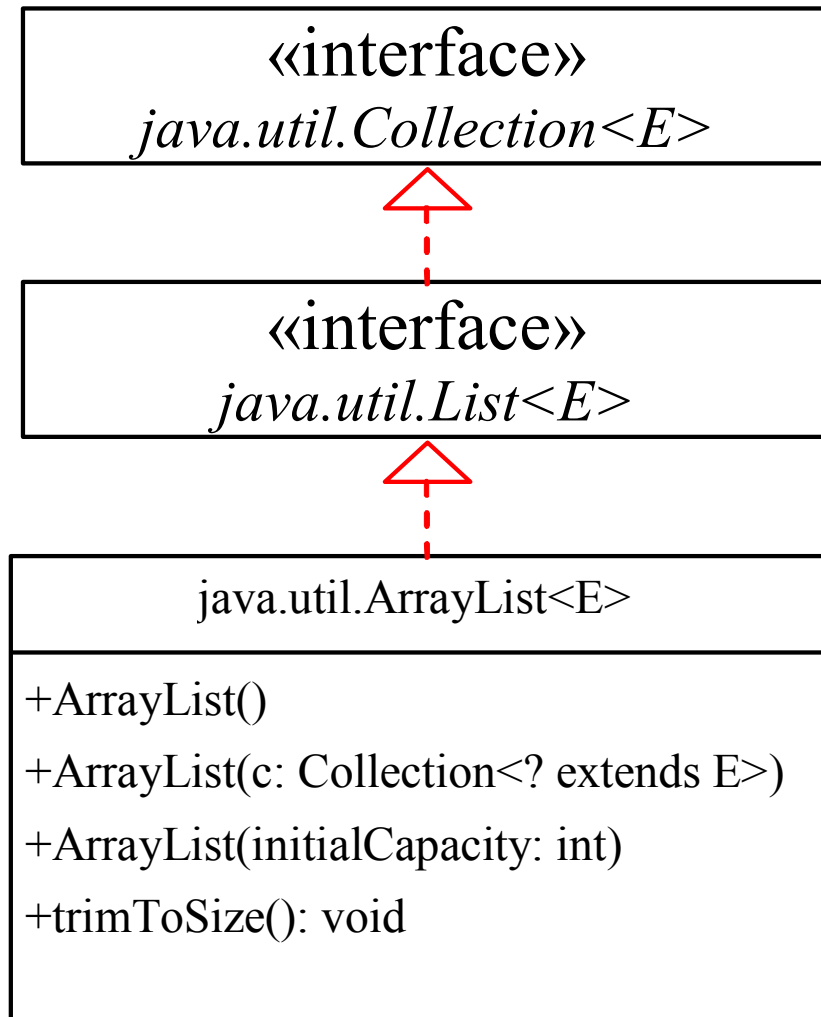 «interface»
java.util.Collection<E>
«interface»
java.util.List<E>
java.util.ArrayList<E>
+ArrayList()
+ArrayList(c: Collection<? extends E>)
+ArrayList(initialCapacity: int)
+trimToSize(): void